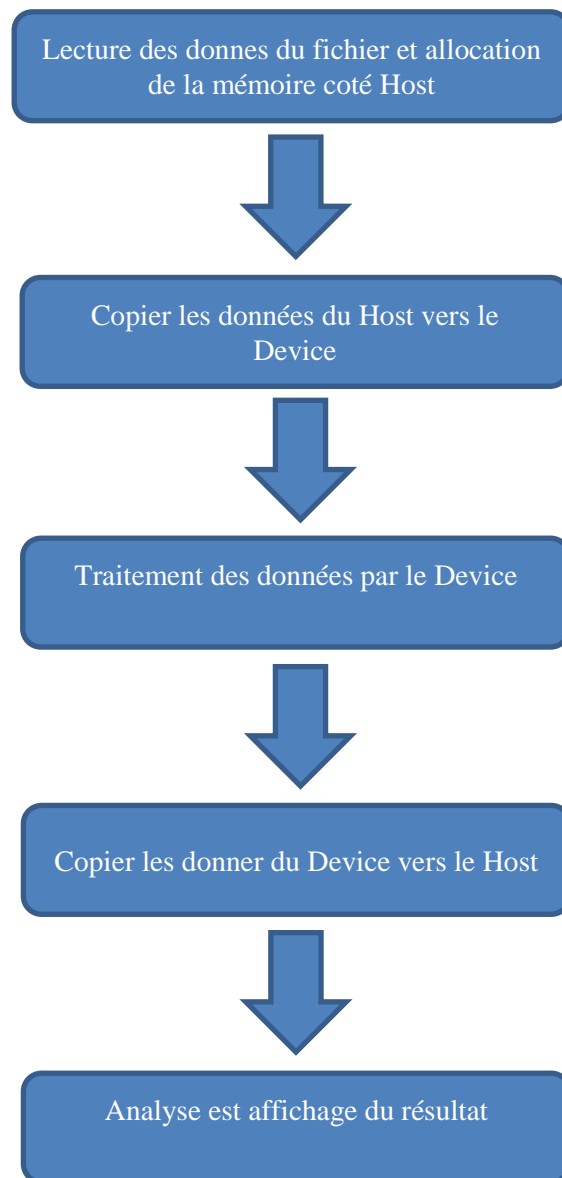 Lecture des donnes du fichier et allocation
de la mémoire coté Host
Copier les données du Host vers le
Device
Traitement des données par le Device
Copier les donner du Device vers le Host
Analyse est affichage du résultat